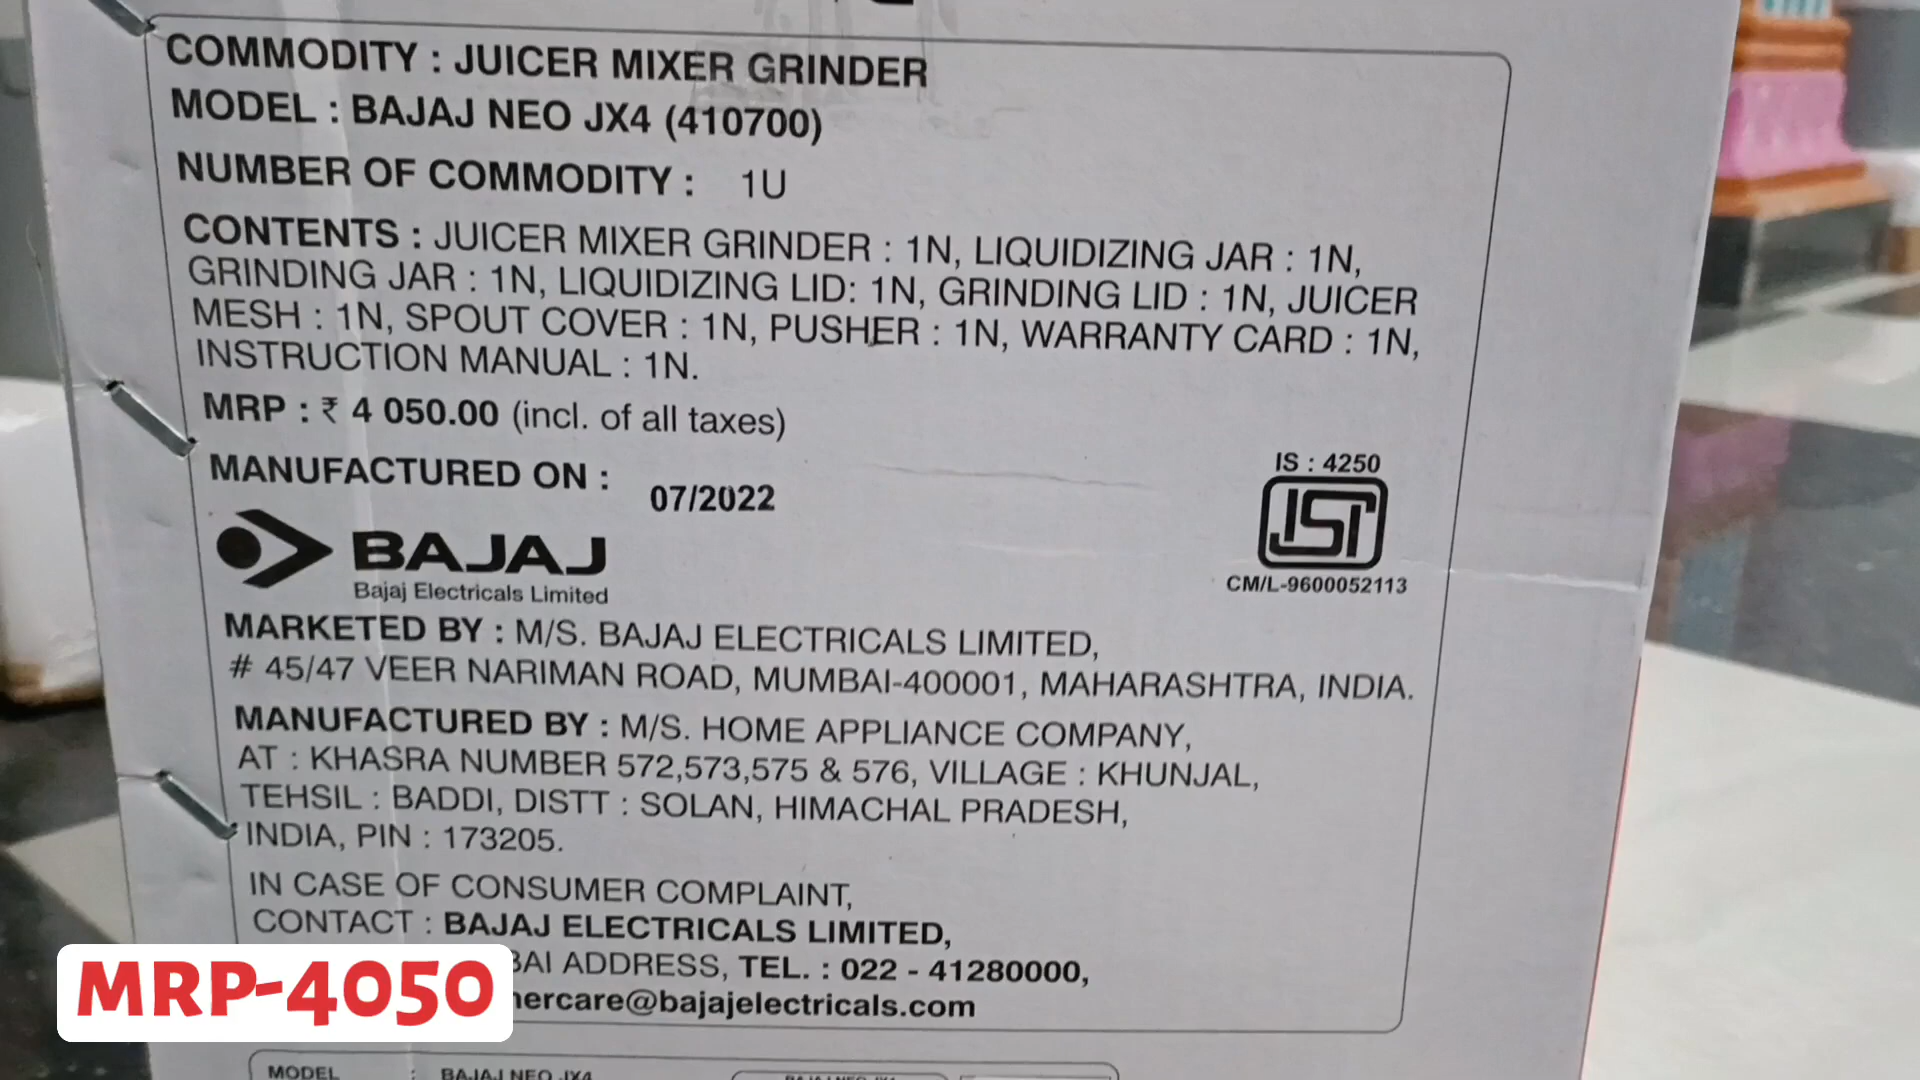 COMMODITY : JUICER MIXER GRINDER
MODEL : BAJAJ NEO JX4 (410700)
NUMBER OF COMMODITY : 1U
CONTENTS : JUICER MIXER GRINDER : 1N, LIQUIDIZING JAR : 1N,
GRINDING JAR : 1N, LIQUIDIZING LID: 1N, GRINDING LID : 1N, JUICER
MESH : 1N, SPOUT COVER : 1N, PUSHER : 1N, WARRANTY CARD : 1N,
INSTRUCTION MANUAL : 1N.
MRP : ₹ 4 050.00 (incl. of all taxes)
MANUFACTURED ON : 07/2022
IS : 4250
ISI
CM/L-9600052113
BAJAJ
Bajaj Electricals Limited
MARKETED BY : M/S. BAJAJ ELECTRICALS LIMITED,
# 45/47 VEER NARIMAN ROAD, MUMBAI-400001, MAHARASHTRA, INDIA.
MANUFACTURED BY : M/S. HOME APPLIANCE COMPANY,
AT : KHASRA NUMBER 572,573,575 & 576, VILLAGE : KHUNJAL,
TEHSIL : BADDI, DISTT : SOLAN, HIMACHAL PRADESH,
INDIA, PIN : 173205.
IN CASE OF CONSUMER COMPLAINT,
CONTACT : BAJAJ ELECTRICALS LIMITED,
BAI ADDRESS, TEL. : 022 - 41280000,
mercare@bajajelectricals.com
MRP-4050
MODEL : BAJAJ NEO JX4